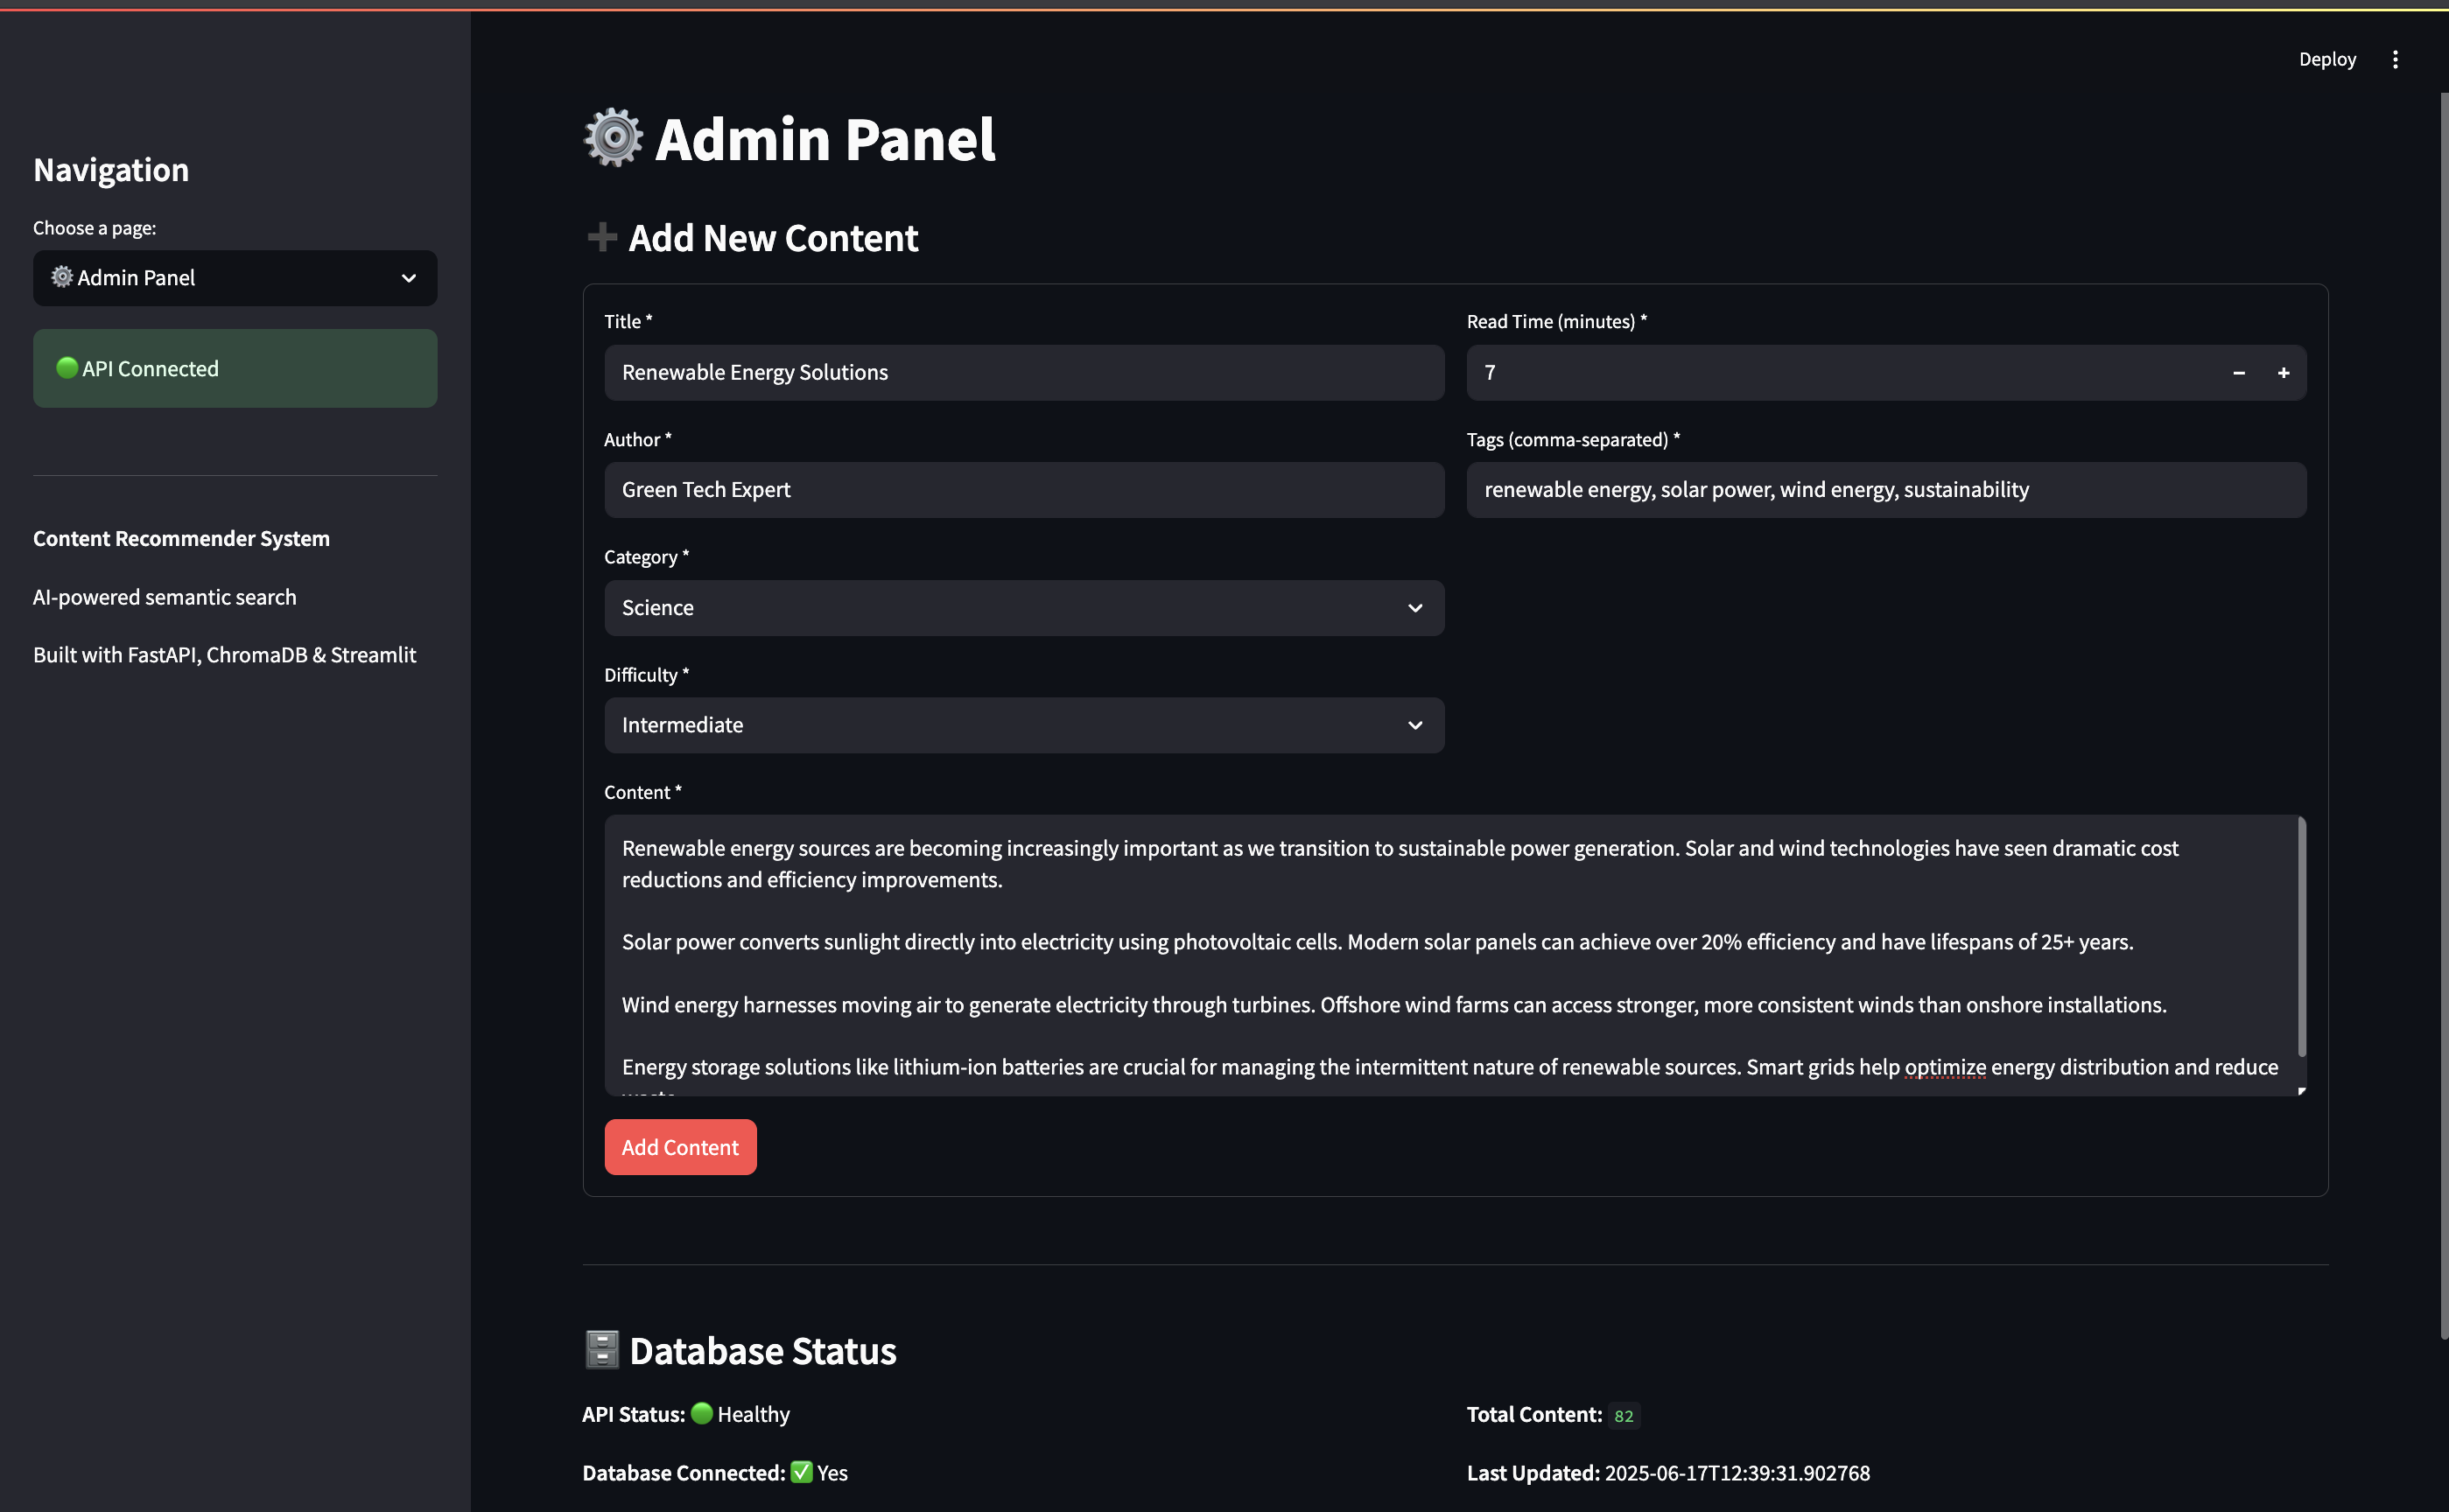 Deploy
Navigation
Choose a page:
⚙️ Admin Panel
🟢 API Connected
Content Recommender System
AI-powered semantic search
Built with FastAPI, ChromaDB & Streamlit
⚙️ Admin Panel
➕ Add New Content
Title *
Renewable Energy Solutions
Read Time (minutes) *
7
Author *
Green Tech Expert
Tags (comma-separated) *
renewable energy, solar power, wind energy, sustainability
Category *
Science
Difficulty *
Intermediate
Content *
Renewable energy sources are becoming increasingly important as we transition to sustainable power generation. Solar and wind technologies have seen dramatic cost
reductions and efficiency improvements.
Solar power converts sunlight directly into electricity using photovoltaic cells. Modern solar panels can achieve over 20% efficiency and have lifespans of 25+ years.
Wind energy harnesses moving air to generate electricity through turbines. Offshore wind farms can access stronger, more consistent winds than onshore installations.
Energy storage solutions like lithium-ion batteries are crucial for managing the intermittent nature of renewable sources. Smart grids help optimize energy distribution and reduce
Add Content
🗄️ Database Status
API Status: 🟢 Healthy
Total Content: 82
Database Connected: ✅ Yes
Last Updated: 2025-06-17T12:39:31.902768